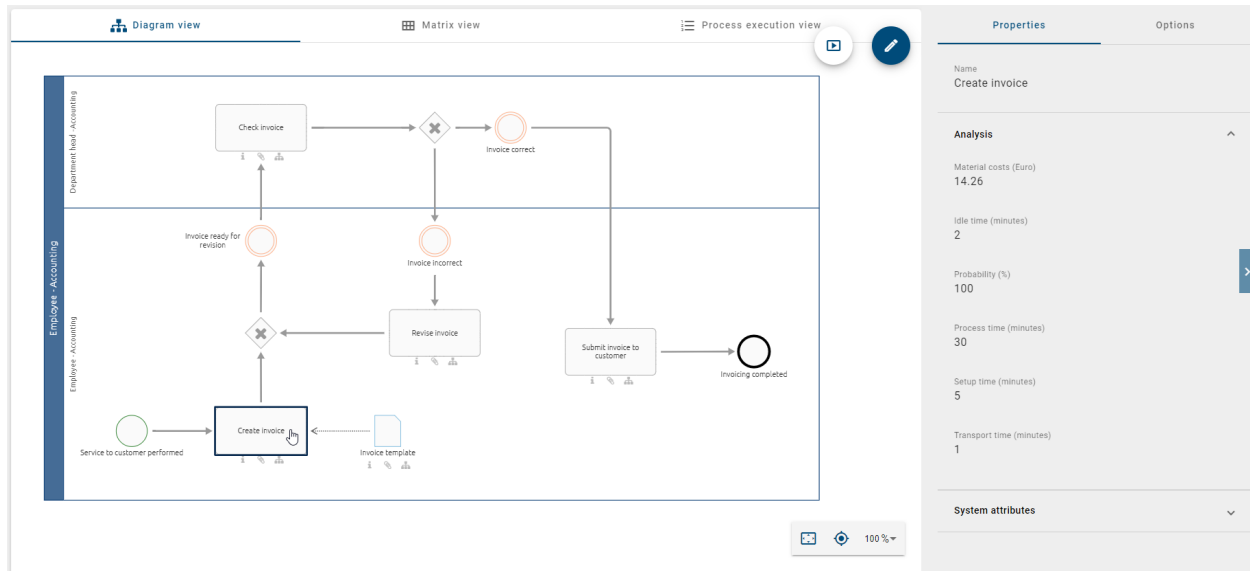 Diagram view
Matrix view
Process execution view
Properties
Options
Name
Create invoice
Analysis
Material costs (Euro)
14.26
Idle time (minutes)
2
Probability (%)
100
Process time (minutes)
30
Setup time (minutes)
5
Transport time (minutes)
1
System attributes
Employee - Accounting
Department head - Accounting
Check invoice
Invoice correct
Employee - Accounting
Invoice ready for
revision
Invoice incorrect
Revise invoice
Submit invoice to
customer
Invoicing completed
Service to customer performed
Create invoice
Invoice template
100 %